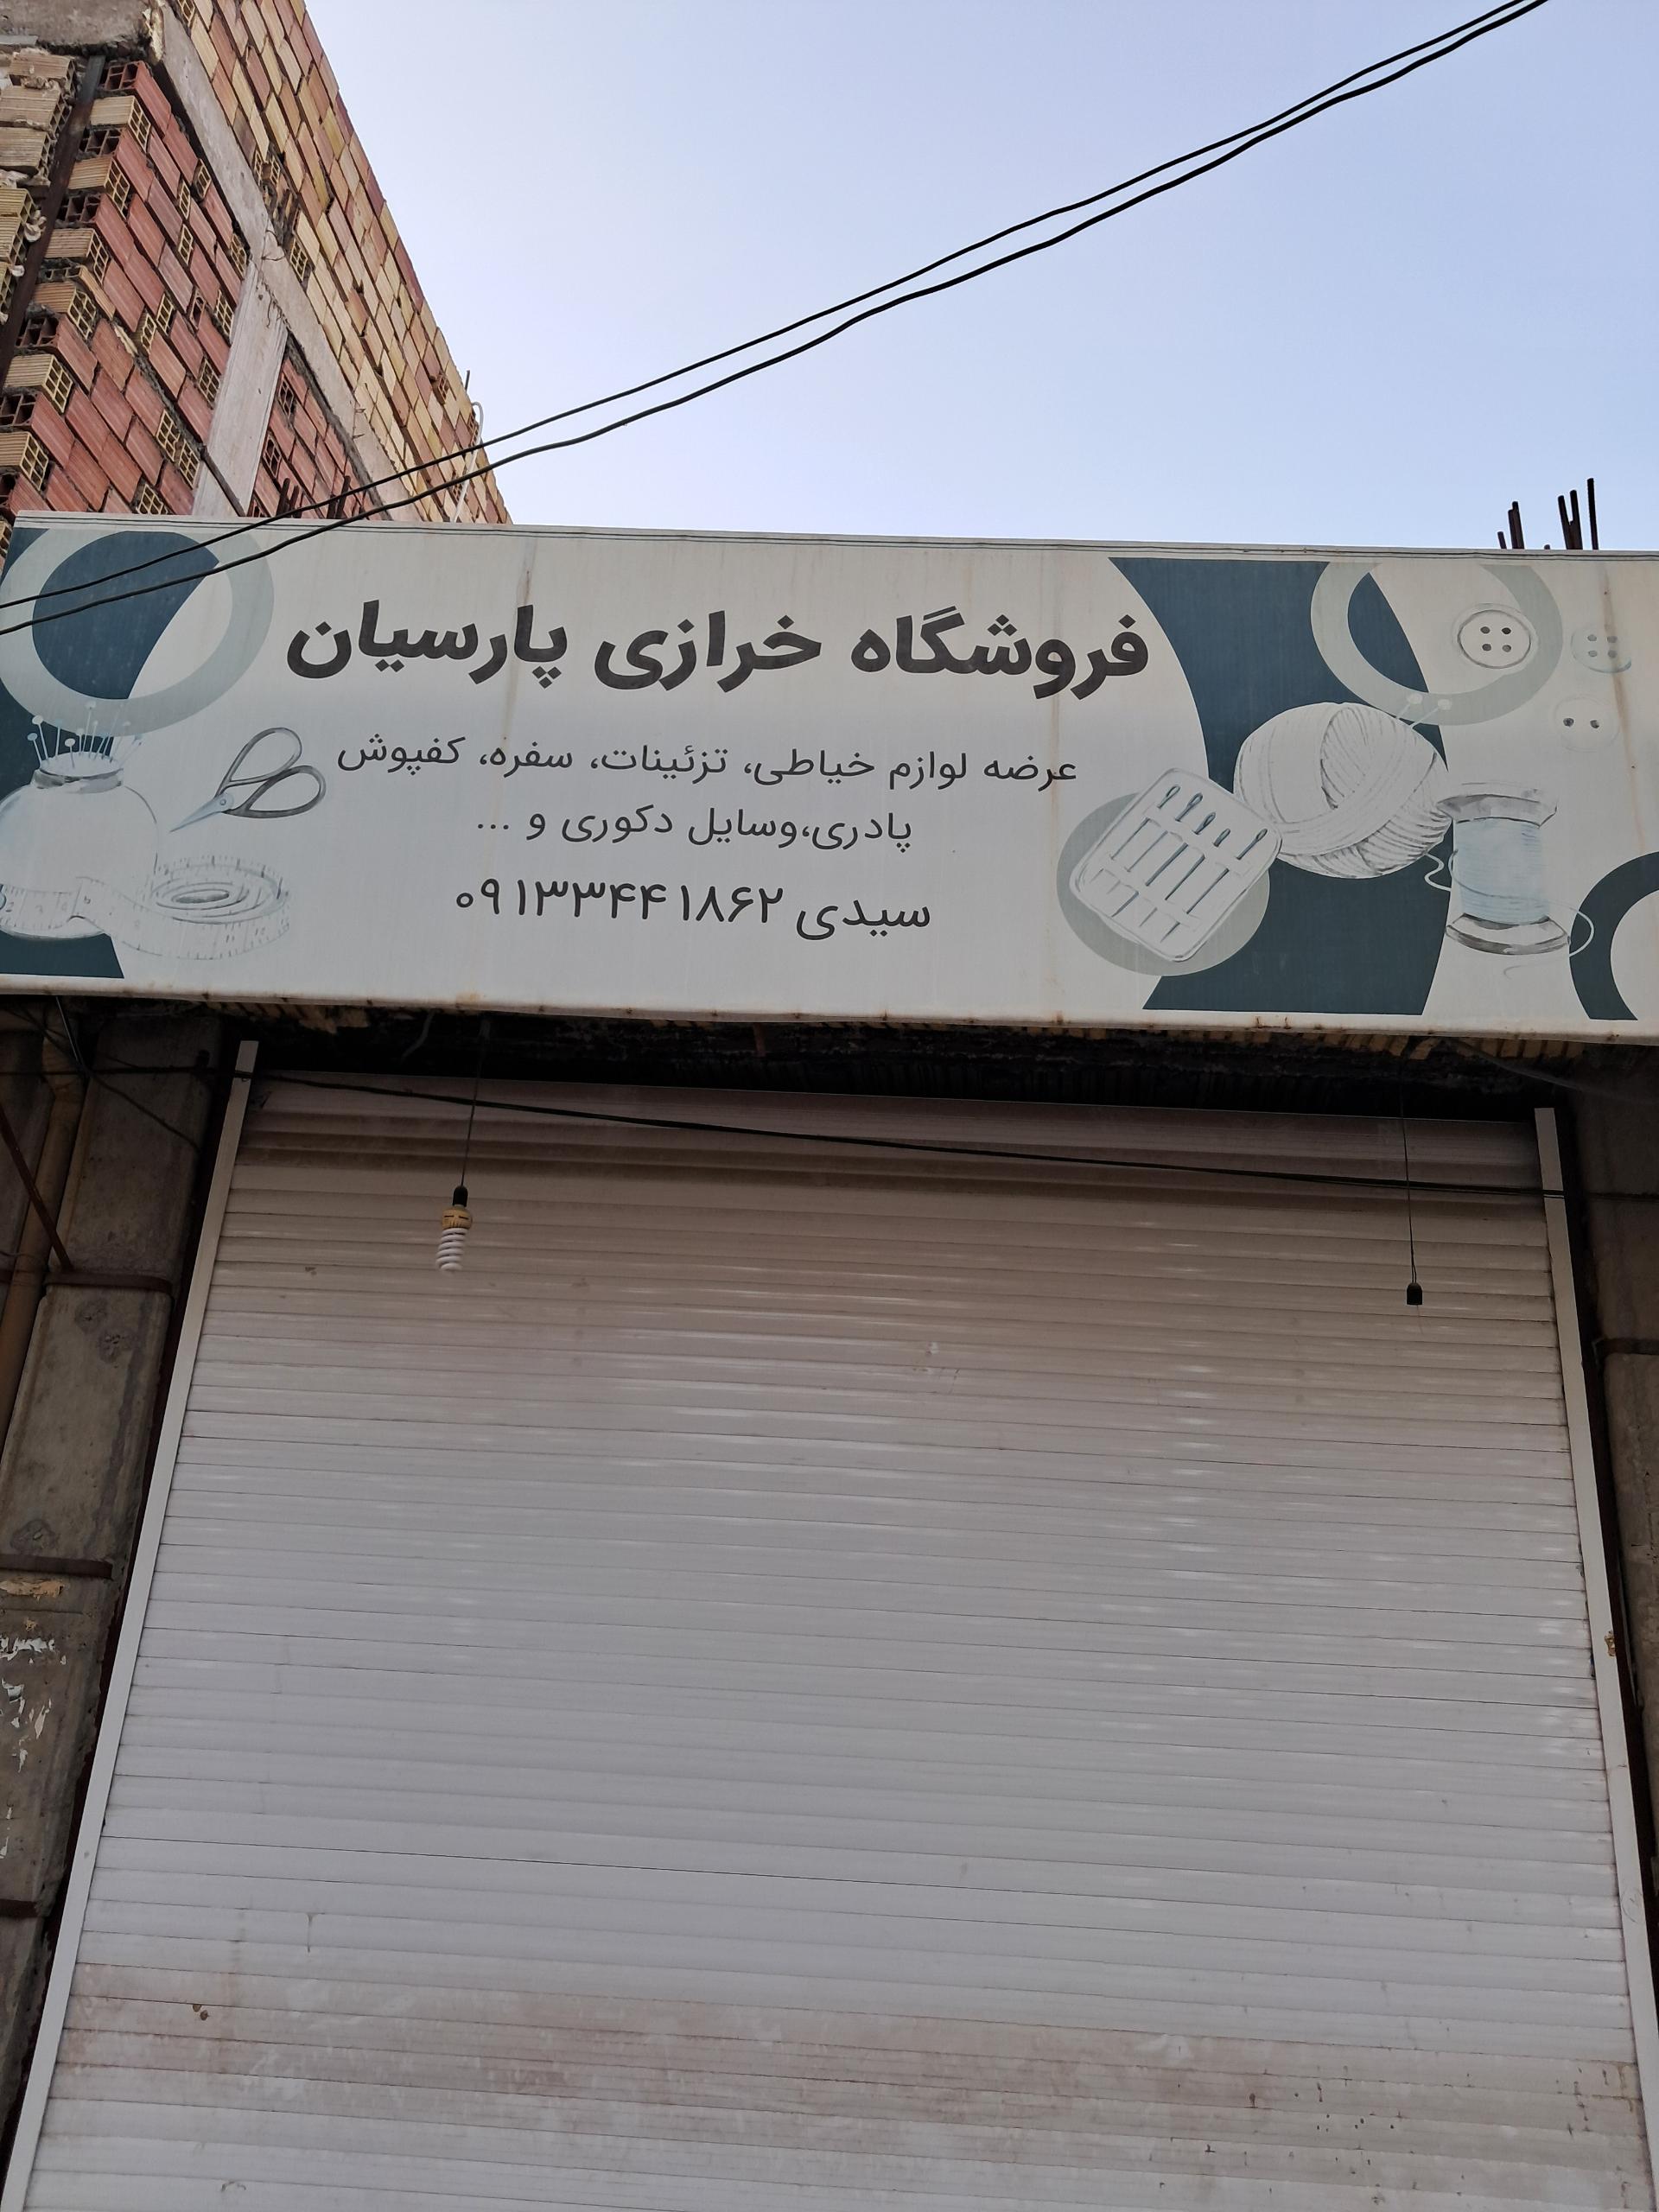 فروشگاه خرازی پارسیان
عرضه لوازم خیاطی، تزئینات، سفره، کفپوش
پادری،وسایل دکوری و ...
سیدی ۰۹۱۳۳۴۴۱۸۶۲